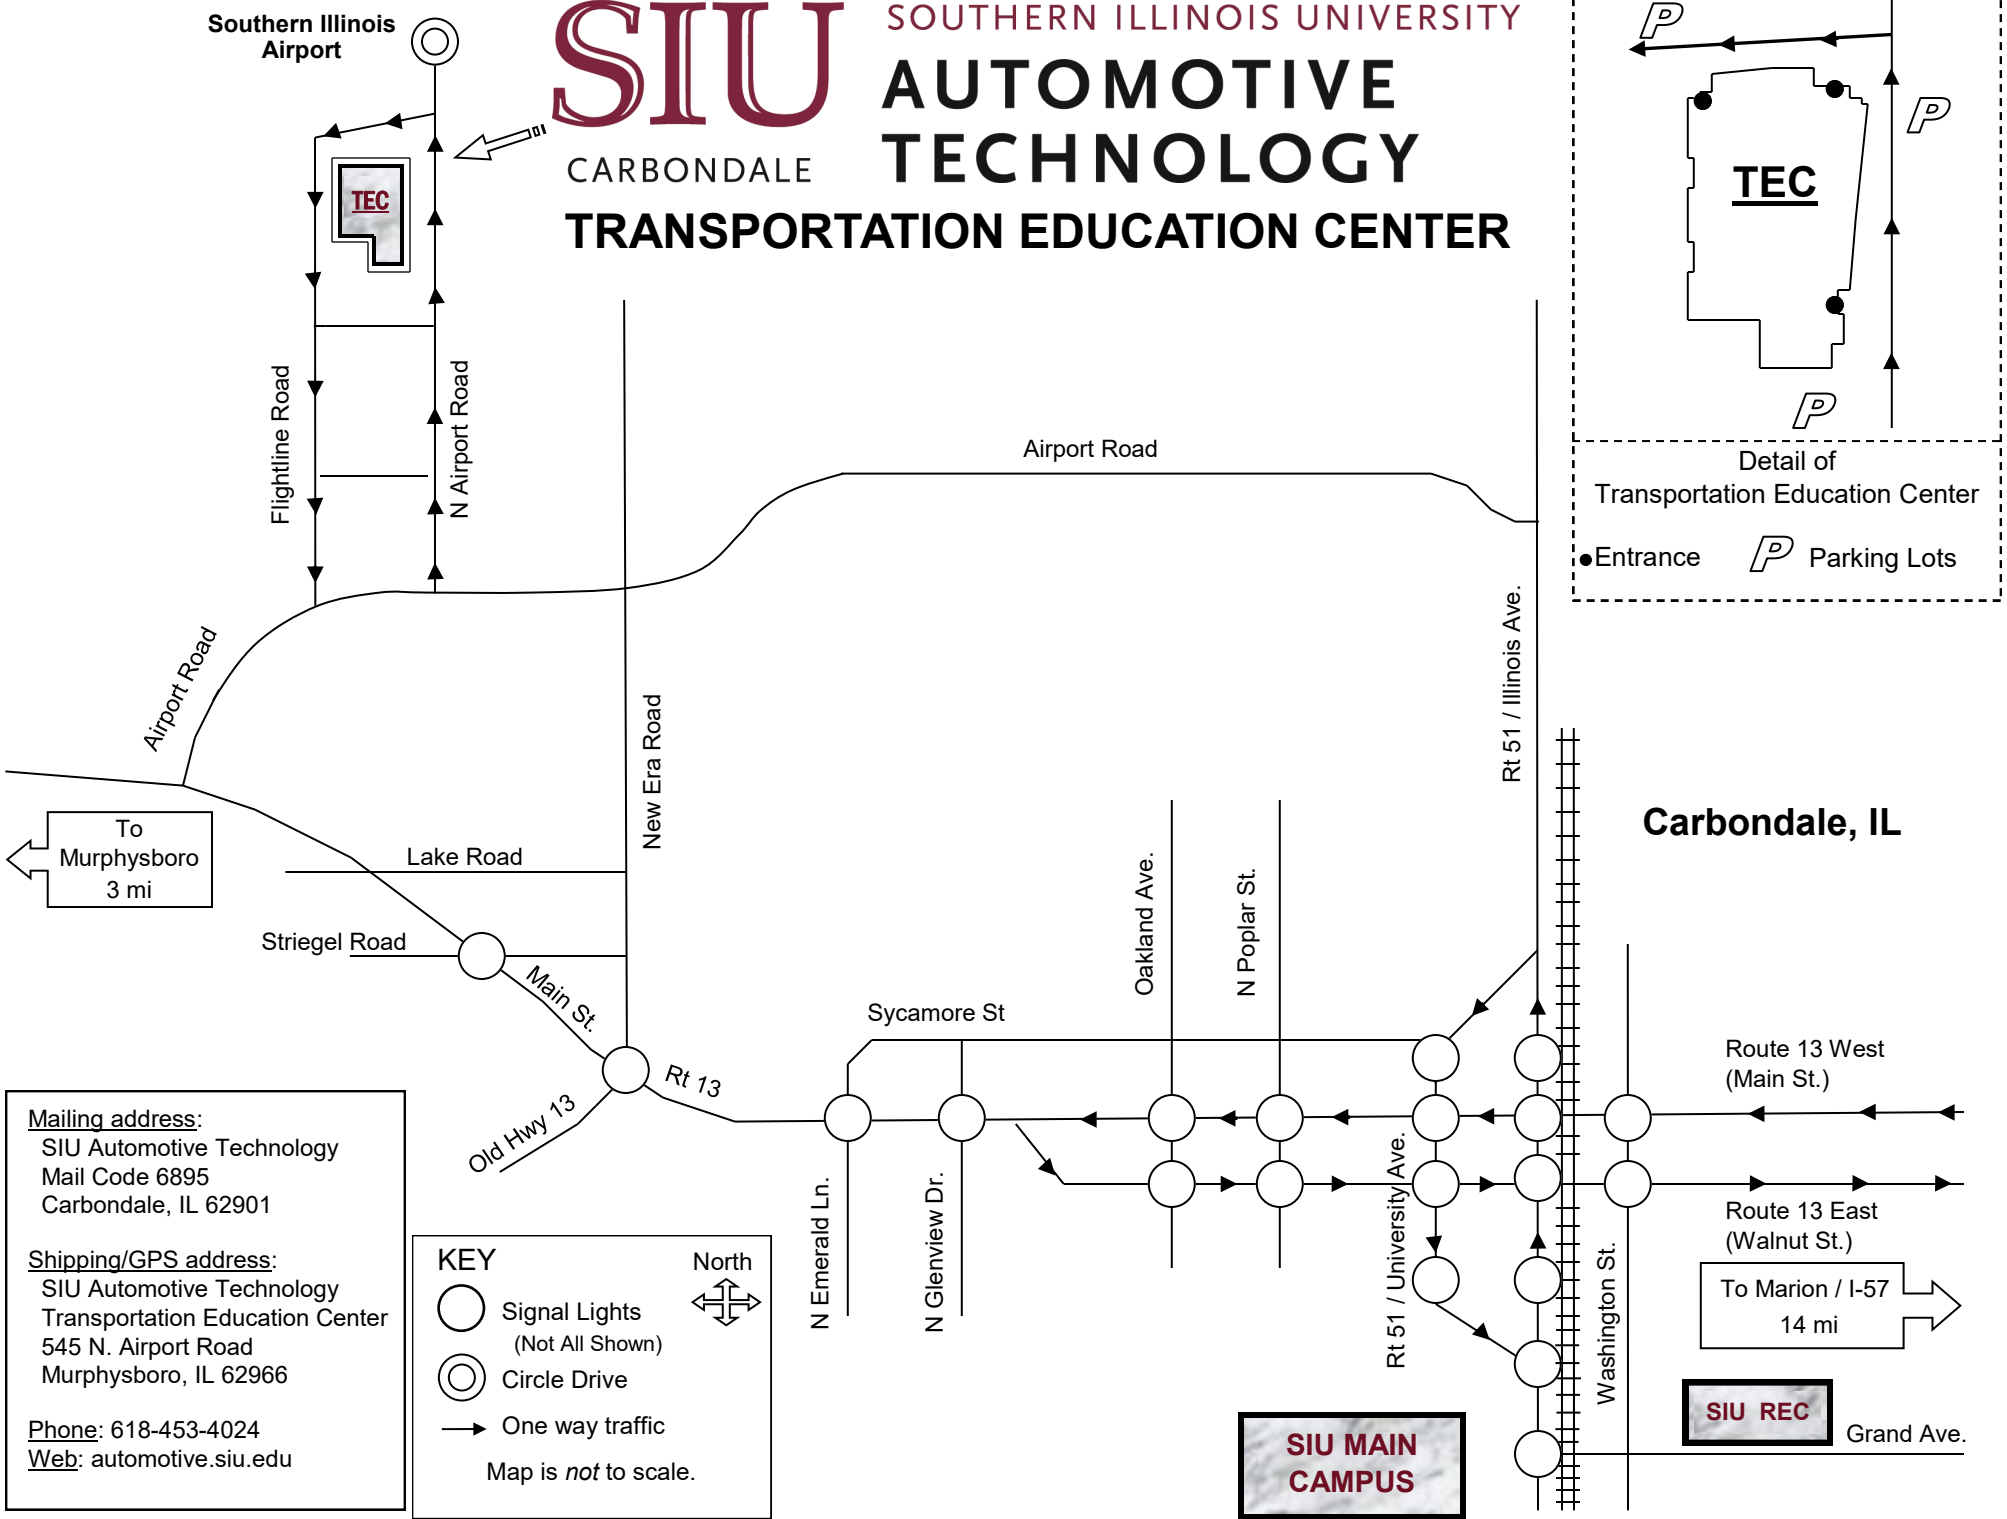 Southern Illinois
Airport
SIU
CARBONDALE
SOUTHERN ILLINOIS UNIVERSITY
AUTOMOTIVE
TECHNOLOGY
TRANSPORTATION EDUCATION CENTER
TEC
P
P
TEC
P
Detail of
Transportation Education Center
Entrance
P Parking Lots
Flightline Road
N Airport Road
Airport Road
Airport Road
New Era Road
Rt 51 / Illinois Ave.
Carbondale, IL
To
Murphysboro
3 mi
Lake Road
Striegel Road
Main St.
Oakland Ave.
N Poplar St.
Sycamore St
Rt 13
Old Hwy 13
Route 13 West
(Main St.)
Route 13 East
(Walnut St.)
N Emerald Ln.
N Glenview Dr.
Rt 51 / University Ave.
Washington St.
To Marion / I-57
14 mi
SIU REC
Grand Ave.
SIU MAIN
CAMPUS
Mailing address:
SIU Automotive Technology
Mail Code 6895
Carbondale, IL 62901
Shipping/GPS address:
SIU Automotive Technology
Transportation Education Center
545 N. Airport Road
Murphysboro, IL 62966
Phone: 618-453-4024
Web: automotive.siu.edu
KEY
North
Signal Lights
(Not All Shown)
Circle Drive
One way traffic
Map is not to scale.